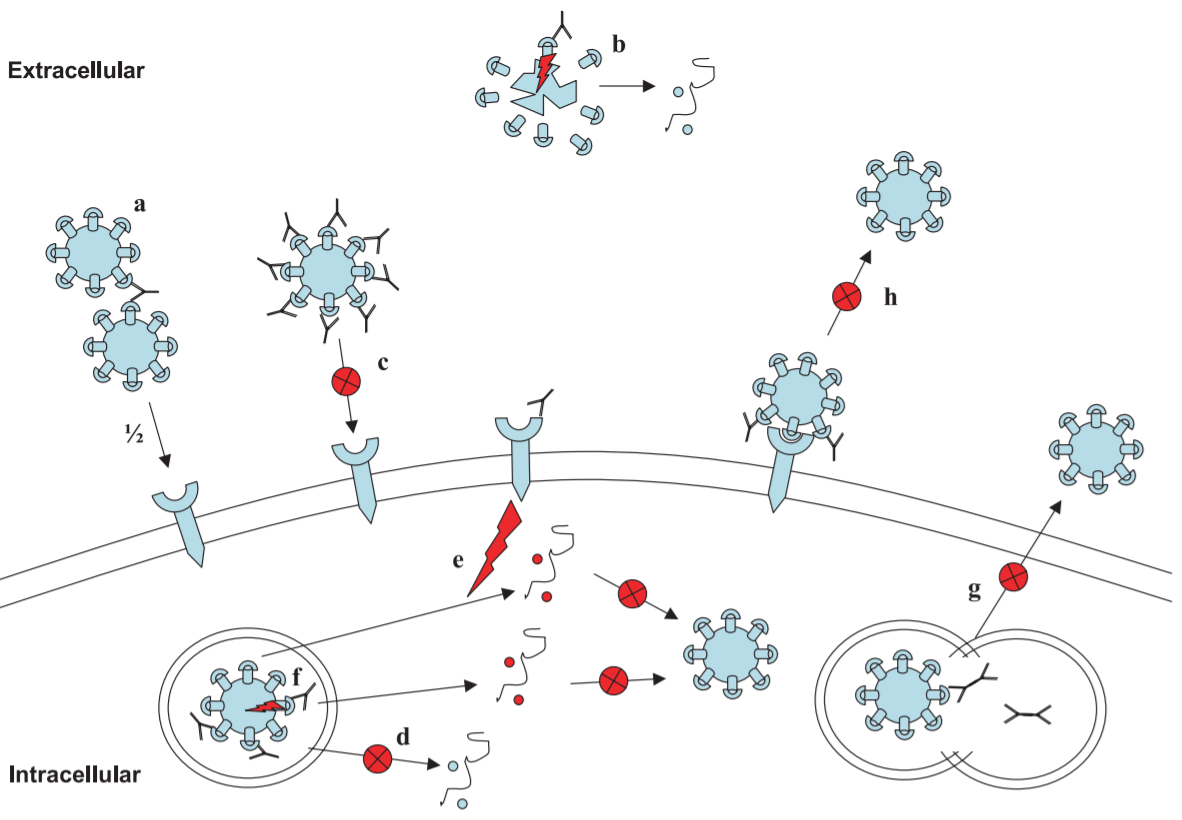 b
Extracellular
a
h
c
½
e
g
f
d
Intracellular